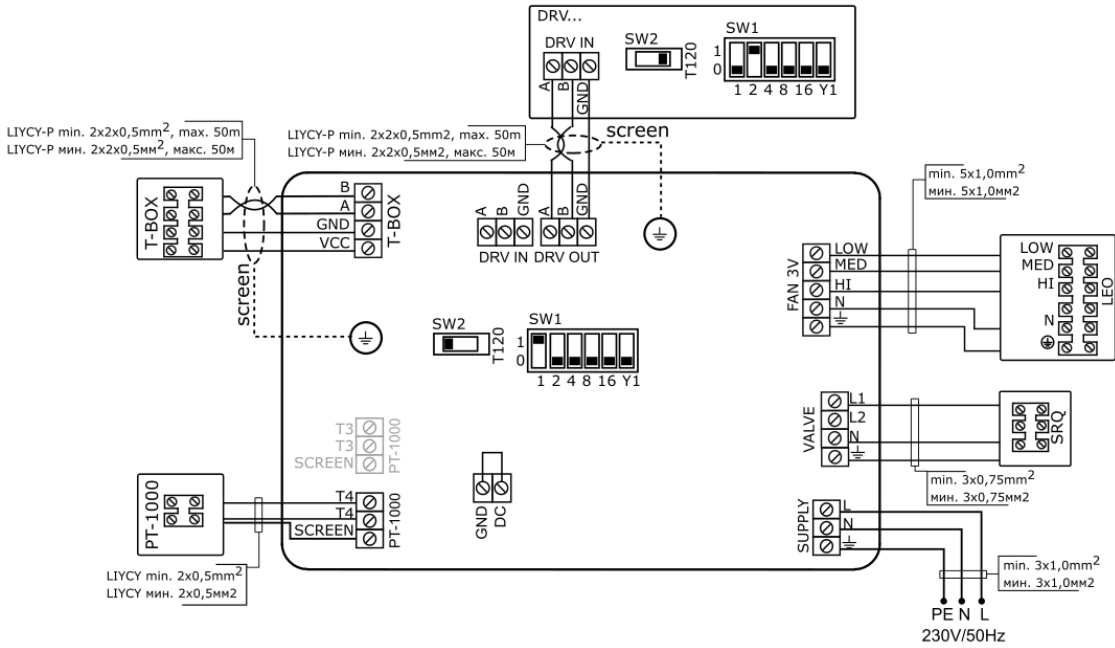 DRV...
DRV IN
SW2
T120
SW1
1
0
1 2 4 8 16 Y1
A
B
GND
screen
LIYCY-P min. 2x2x0,5mm², max. 50m
LIYCY-P мин. 2x2x0,5мм², макс. 50м
LIYCY-P min. 2x2x0,5mm2, max. 50m
LIYCY-P мин. 2x2x0,5мм2, макс. 50м
T-BOX
B
A
GND
VCC
T-BOX
screen
A
B
GND
A
B
GND
DRV IN
DRV OUT
min. 5x1,0mm²
мин. 5x1,0мм2
FAN 3V
LOW
MED
HI
N
LOW
MED
HI
N
LEO
SW2
T120
SW1
1
0
1 2 4 8 16 Y1
VALVE
L1
L2
N
SRQ
min. 3x0,75mm²
мин. 3x0,75мм2
T3
T3
SCREEN
PT-1000
GND
DC
PT-1000
T4
T4
SCREEN
PT-1000
LIYCY min. 2x0,5mm²
LIYCY мин. 2x0,5мм2
SUPPLY
L
N
min. 3x1,0mm²
мин. 3x1,0мм2
PE N L
230V/50Hz